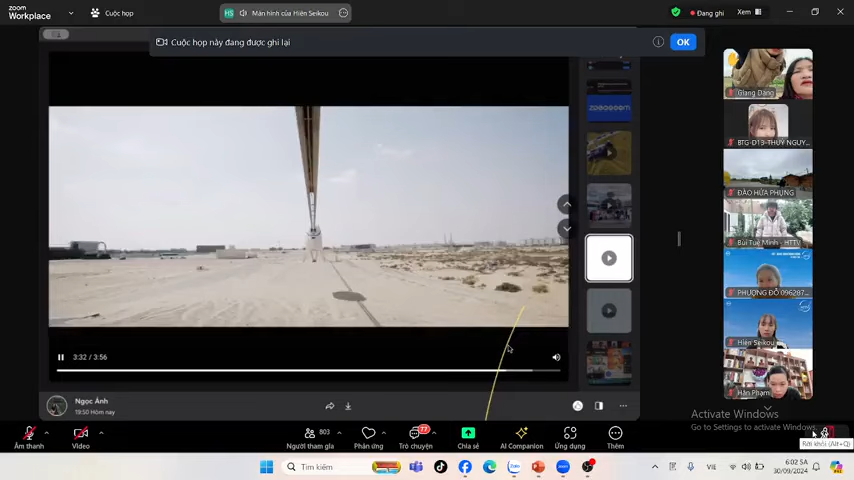 zoom
Workplace
Cuộc họp
HS Màn hình của Hiên Seikou
Đang ghi
Xem
Cuộc họp này đang được ghi lại
OK
Giang Đặng
BTG-D13-THUỲ NGUY...
ĐÀO HỨA PHỤNG
Bùi Tuệ Minh - HTTV
PHƯỢNG ĐỖ 096287...
Hiên Seikou
Hân Phạm
3:32 / 3:56
Ngọc Ánh
19:50 Hôm nay
Activate Windows
Go to Settings to activate Windows.
Rời khỏi (Alt+Q)
Âm thanh
Video
803
Người tham gia
Phản ứng
77
Trò chuyện
Chia sẻ
AI Companion
Ứng dụng
Thêm
Tìm kiếm
VIE
6:02 SA
30/09/2024